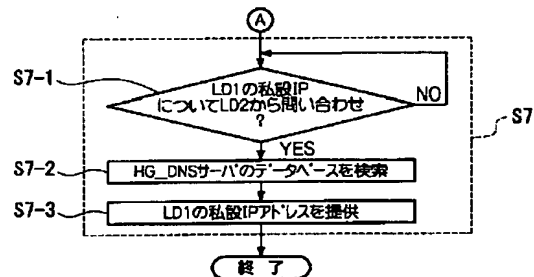 A
S7-1
LD1の私設IP
についてLD2から問い合わせ
?
NO
S7
YES
S7-2
HG_DNSサーバのデータベースを検索
S7-3
LD1の私設IPアドレスを提供
終了